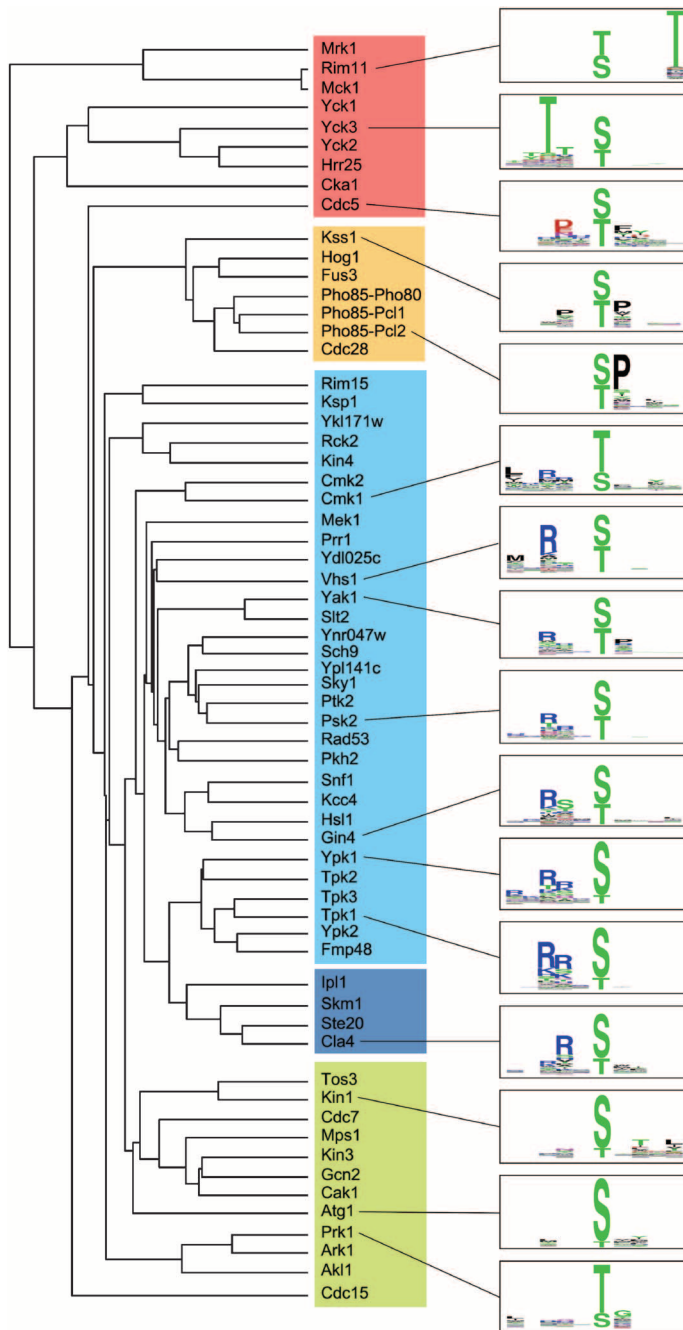 Mrk1
Rim11
Mck1
Yck1
Yck3
Yck2
Hrr25
Cka1
Cdc5
Kss1
Hog1
Fus3
Pho85-Pho80
Pho85-Pcl1
Pho85-Pcl2
Cdc28
Rim15
Ksp1
Ykl171w
Rck2
Kin4
Cmk2
Cmk1
Mek1
Prr1
Ydl025c
Vhs1
Yak1
Slt2
Ynr047w
Sch9
Ypl141c
Sky1
Ptk2
Psk2
Rad53
Pkh2
Snf1
Kcc4
Hsl1
Gin4
Ypk1
Tpk2
Tpk3
Tpk1
Ypk2
Fmp48
Ipl1
Skm1
Ste20
Cla4
Tos3
Kin1
Cdc7
Mps1
Kin3
Gcn2
Cak1
Atg1
Prk1
Ark1
Akl1
Cdc15
T T
S
T S
T
P S
T
P S P
T
S P
T
L R T
S
M R S
T
R S P
T
R S
T
R S S
T
R R R S
T
R R S
T
R R S
T
S T L
T
S
T
T G
S